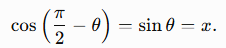 cos(π/2 − θ) = sin θ = x.